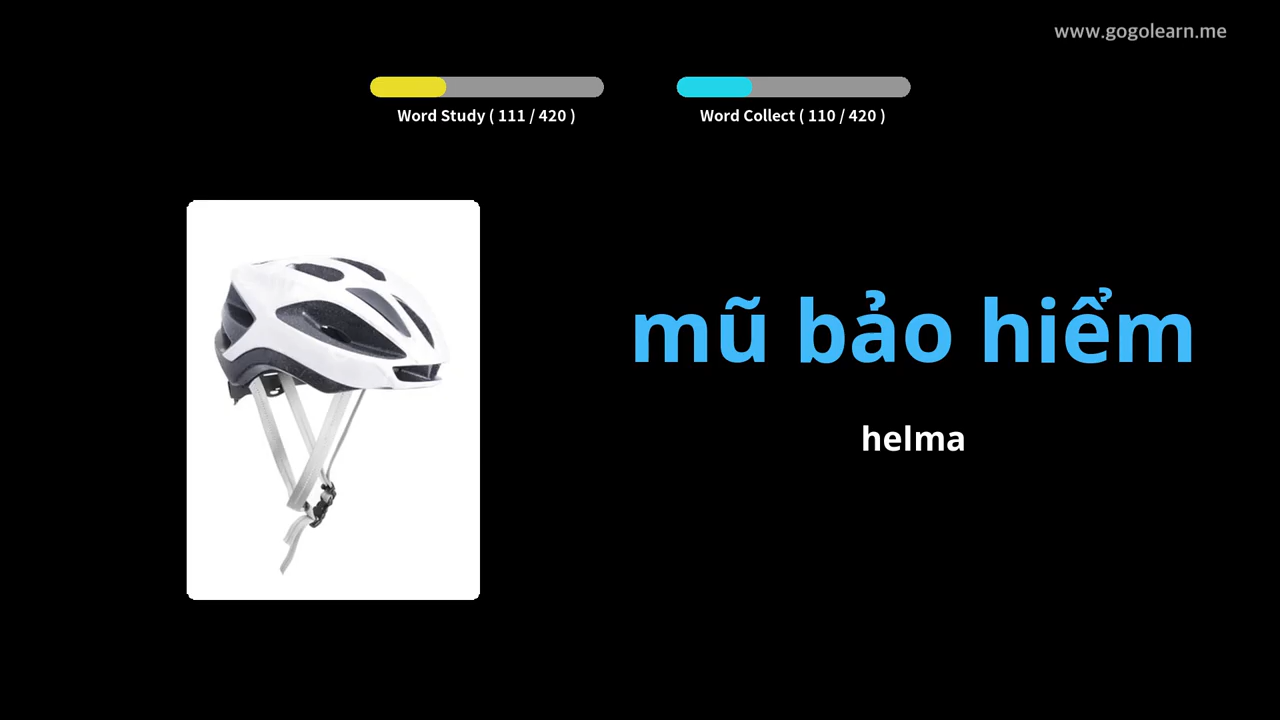 www.gogolearn.me
Word Study ( 111 / 420 )
Word Collect ( 110 / 420 )
mũ bảo hiểm
helma